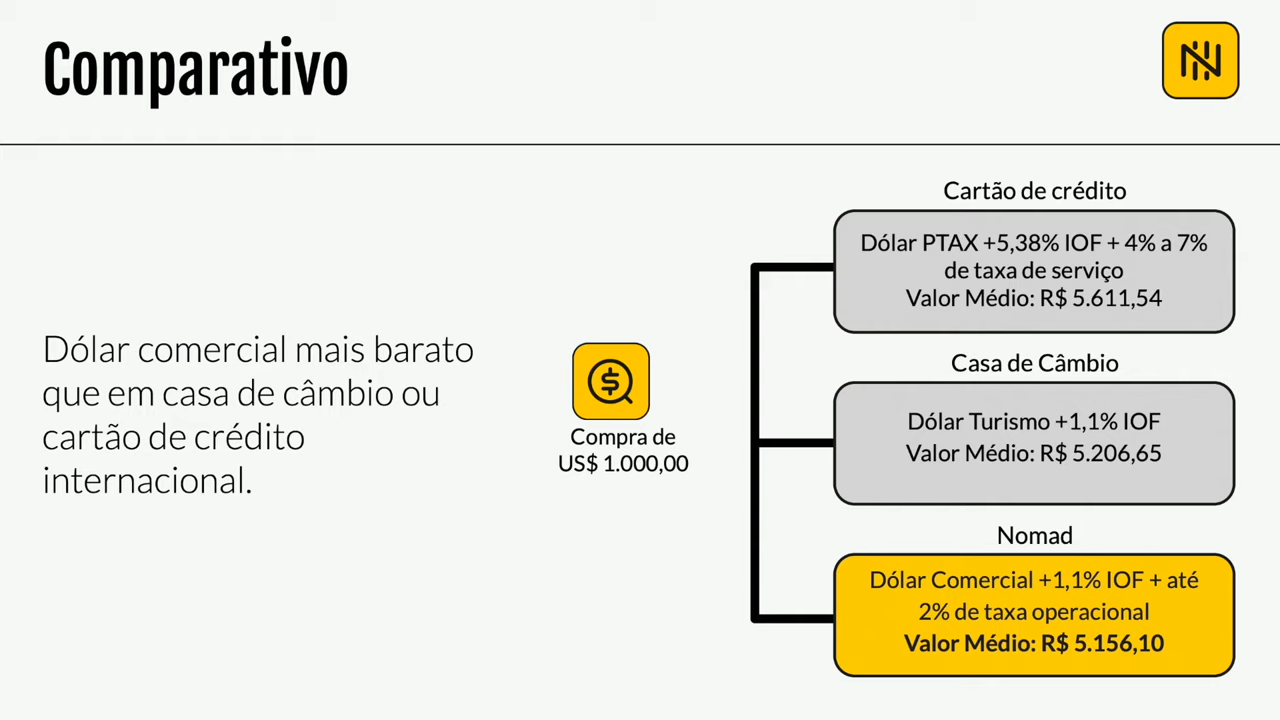 Comparativo
Dólar comercial mais barato
que em casa de câmbio ou
cartão de crédito
internacional.
Compra de
US$ 1.000,00
Cartão de crédito
Dólar PTAX +5,38% IOF + 4% a 7%
de taxa de serviço
Valor Médio: R$ 5.611,54
Casa de Câmbio
Dólar Turismo +1,1% IOF
Valor Médio: R$ 5.206,65
Nomad
Dólar Comercial +1,1% IOF + até
2% de taxa operacional
Valor Médio: R$ 5.156,10